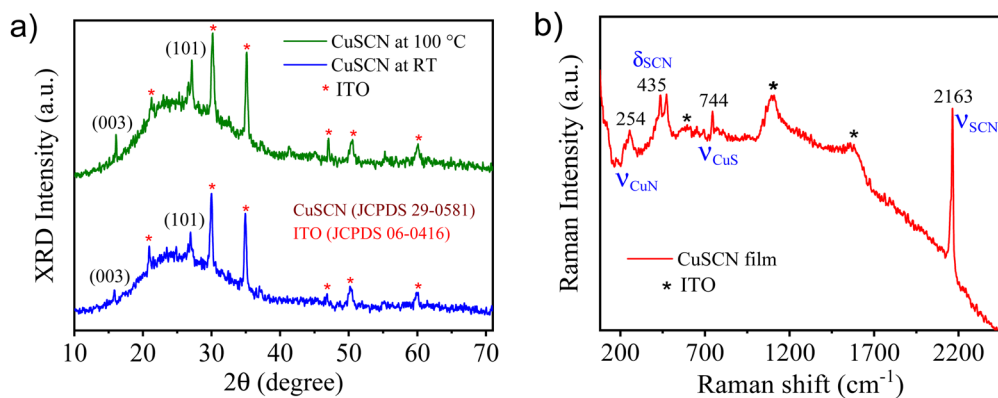 a)
XRD Intensity (a.u.)
CuSCN at 100 °C
CuSCN at RT
* ITO
(003)
(101)
* * * * * *
(003)
(101)
* * * * * *
CuSCN (JCPDS 29-0581)
ITO (JCPDS 06-0416)
10 20 30 40 50 60 70
2θ (degree)
b)
Raman Intensity (a.u.)
δSCN
435
254
744
2163
νSCN
νCuN
νCuS
* * *
CuSCN film
* ITO
200 700 1200 1700 2200
Raman shift (cm-1)